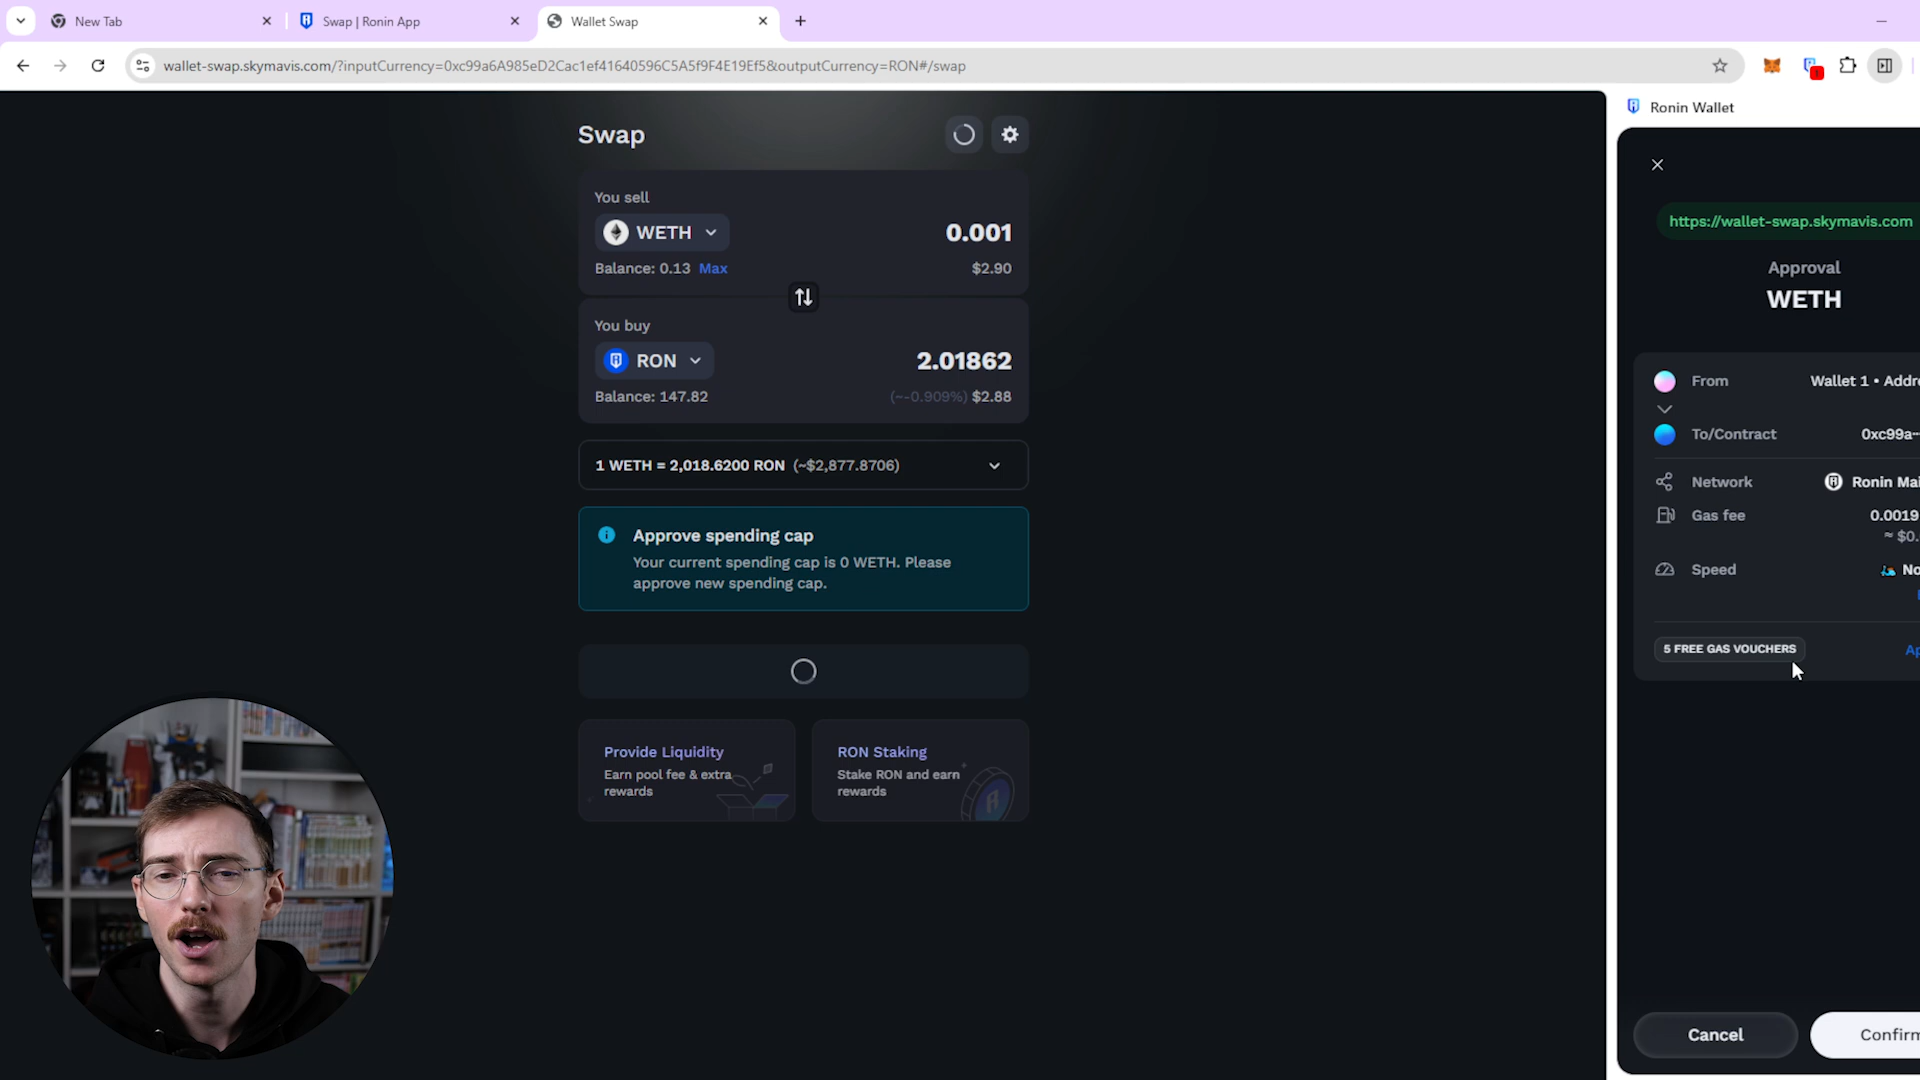 New Tab
Swap | Ronin App
Wallet Swap
wallet-swap.skymavis.com/?inputCurrency=0xc99a6A985eD2Cac1ef41640596C5A5f9F4E19Ef5&outputCurrency=RON#/swap
Ronin Wallet
Swap
You sell
WETH
0.001
Balance: 0.13 Max
$2.90
You buy
RON
2.01862
Balance: 147.82
(~-0.909%) $2.88
1 WETH = 2,018.6200 RON (~$2,877.8706)
Approve spending cap
Your current spending cap is 0 WETH. Please
approve new spending cap.
Provide Liquidity
Earn pool fee & extra
rewards
RON Staking
Stake RON and earn
rewards
https://wallet-swap.skymavis.com
Approval
WETH
From
Wallet 1 • Addre
To/Contract
0xc99a-
Network
Ronin Mai
Gas fee
0.0019
≈ $0.
Speed
No
5 FREE GAS VOUCHERS
Ap
Cancel
Confirm